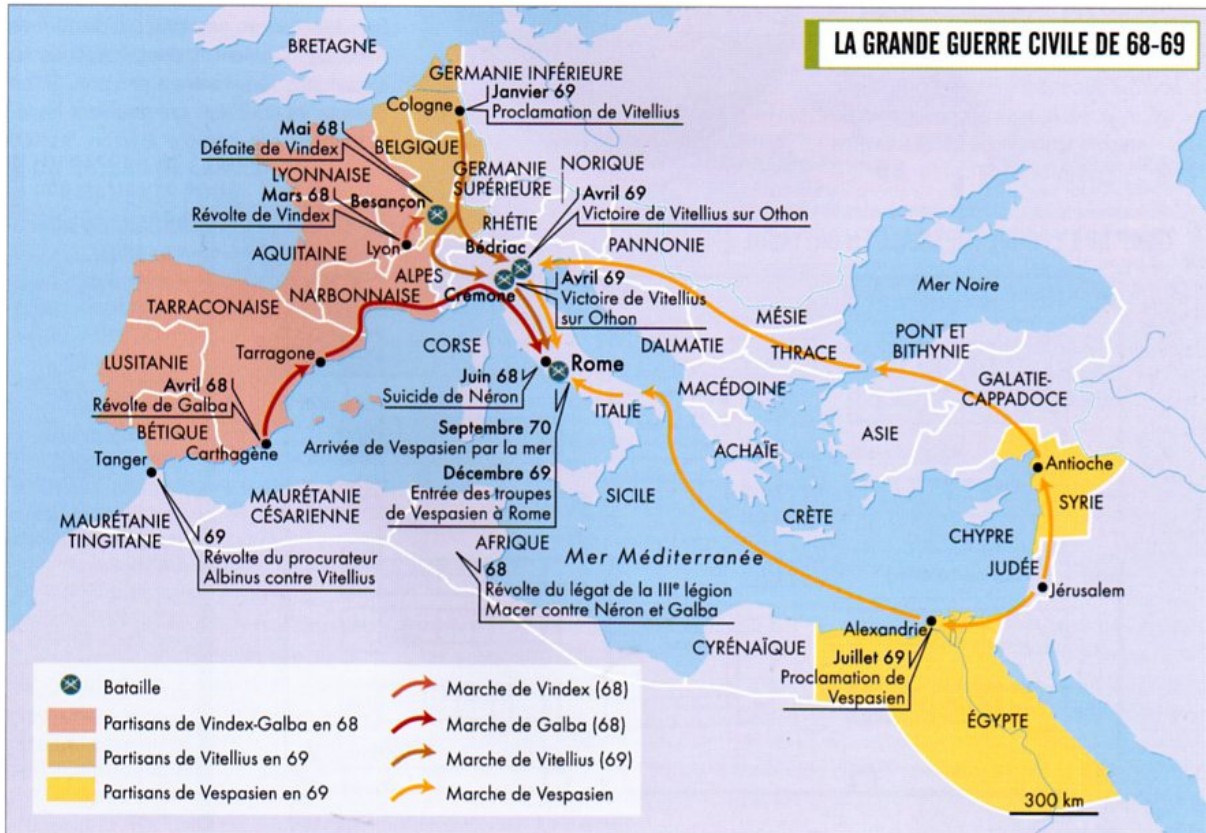 LA GRANDE GUERRE CIVILE DE 68-69
BRETAGNE
GERMANIE INFÉRIEURE
Janvier 69
Proclamation de Vitellius
Cologne
Mai 68
Défaite de Vindex
BELGIQUE
LYONNAISE
GERMANIE
SUPÉRIEURE
NORIQUE
Mars 68
Révolte de Vindex
Besançon
Avril 69
Victoire de Vitellius sur Othon
RHÉTIE
Lyon
Bédriac
PANNONIE
AQUITAINE
ALPES
Avril 69
Victoire de Vitellius
sur Othon
Crémone
NARBONNAISE
TARRACONAISE
Mer Noire
MÉSIE
PONT ET
BITHYNIE
LUSITANIE
Tarragone
CORSE
DALMATIE
THRACE
Rome
GALATIE-
CAPPADOCE
Avril 68
Révolte de Galba
Juin 68
Suicide de Néron
MACÉDOINE
ITALIE
BÉTIQUE
Septembre 70
Arrivée de Vespasien par la mer
ASIE
ACHAÏE
Tanger
Carthagène
Antioche
Décembre 69
Entrée des troupes
de Vespasien à Rome
SICILE
SYRIE
MAURÉTANIE
CÉSARIENNE
CRÈTE
MAURÉTANIE
TINGITANE
CHYPRE
69
Révolte du procurateur
Albinus contre Vitellius
AFRIQUE
Mer Méditerranée
68
Révolte du légat de la IIIe légion
Macer contre Néron et Galba
JUDÉE
Jérusalem
Alexandrie
CYRÉNAÏQUE
Juillet 69
Proclamation de
Vespasien
ÉGYPTE
Bataille
Partisans de Vindex-Galba en 68
Partisans de Vitellius en 69
Partisans de Vespasien en 69
Marche de Vindex (68)
Marche de Galba (68)
Marche de Vitellius (69)
Marche de Vespasien
300 km